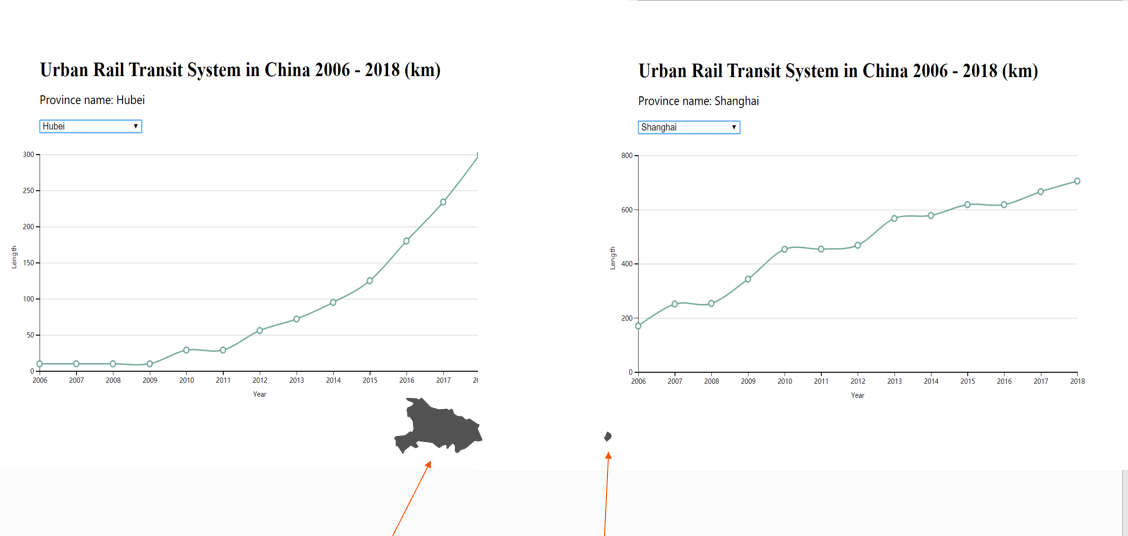 Urban Rail Transit System in China 2006 - 2018 (km)
Province name: Hubei
Hubei
300
250
200
150
100
50
0
Length
2006 2007 2008 2009 2010 2011 2012 2013 2014 2015 2016 2017
Year
Urban Rail Transit System in China 2006 - 2018 (km)
Province name: Shanghai
Shanghai
800
600
400
200
0
Length
2006 2007 2008 2009 2010 2011 2012 2013 2014 2015 2016 2017 2018
Year